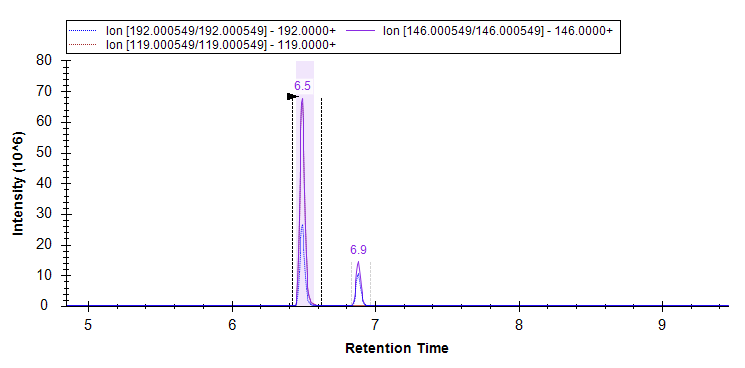 Ion [192.000549/192.000549] - 192.0000+ Ion [146.000549/146.000549] - 146.0000+
Ion [119.000549/119.000549] - 119.0000+
80
70
60
50
40
30
20
10
0
Intensity (10^6)
6.5
6.9
5 6 7 8 9
Retention Time